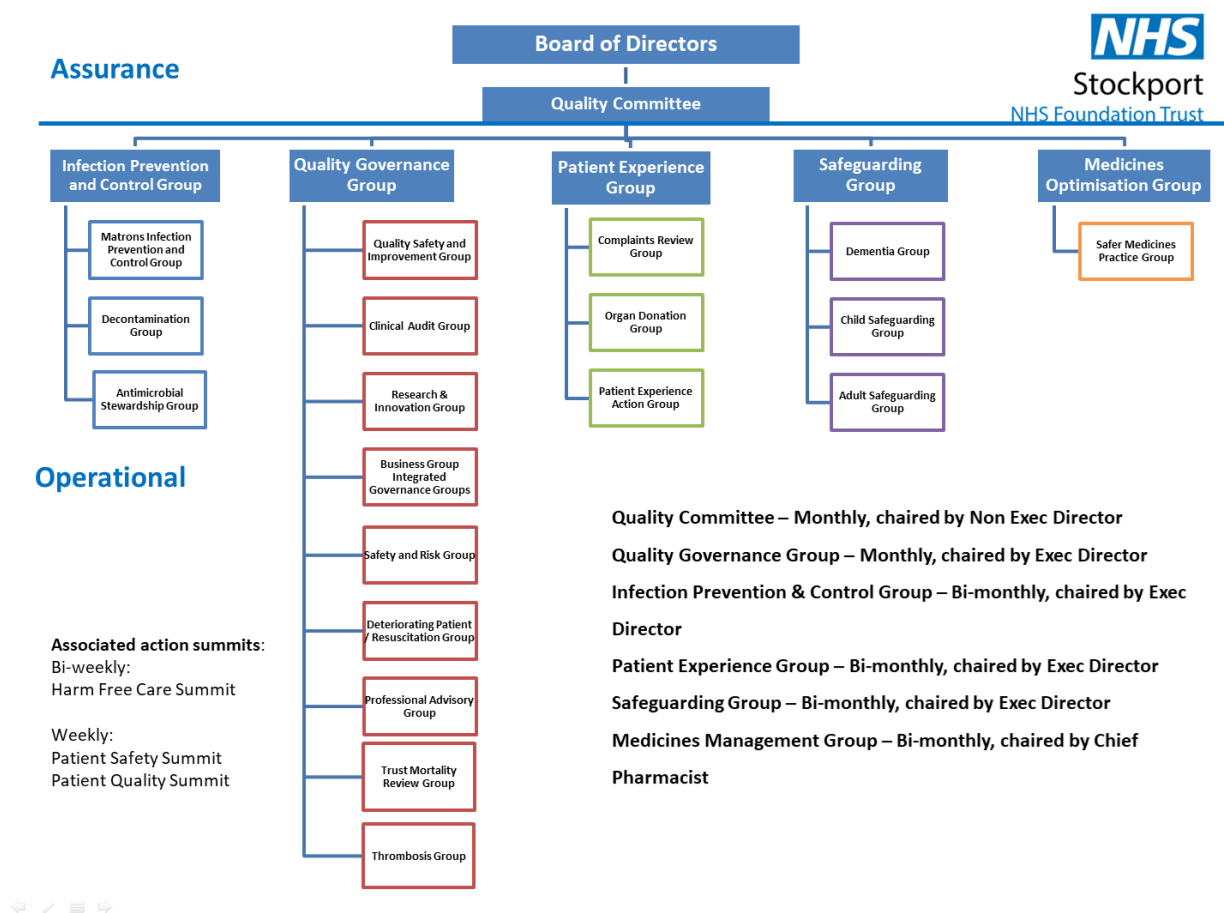 Board of Directors
Assurance
NHS
Stockport
NHS Foundation Trust
Quality Committee
Infection Prevention
and Control Group
Quality Governance
Group
Patient Experience
Group
Safeguarding
Group
Medicines
Optimisation Group
Matrons Infection
Prevention and
Control Group
Decontamination
Group
Antimicrobial
Stewardship Group
Quality Safety and
Improvement Group
Clinical Audit Group
Research &
Innovation Group
Business Group
Integrated
Governance Groups
Safety and Risk Group
Deteriorating Patient
/ Resuscitation Group
Professional Advisory
Group
Trust Mortality
Review Group
Thrombosis Group
Complaints Review
Group
Organ Donation
Group
Patient Experience
Action Group
Dementia Group
Child Safeguarding
Group
Adult Safeguarding
Group
Safer Medicines
Practice Group
Operational
Quality Committee – Monthly, chaired by Non Exec Director
Quality Governance Group – Monthly, chaired by Exec Director
Infection Prevention & Control Group – Bi-monthly, chaired by Exec
Director
Patient Experience Group – Bi-monthly, chaired by Exec Director
Safeguarding Group – Bi-monthly, chaired by Exec Director
Medicines Management Group – Bi-monthly, chaired by Chief
Pharmacist
Associated action summits:
Bi-weekly:
Harm Free Care Summit
Weekly:
Patient Safety Summit
Patient Quality Summit